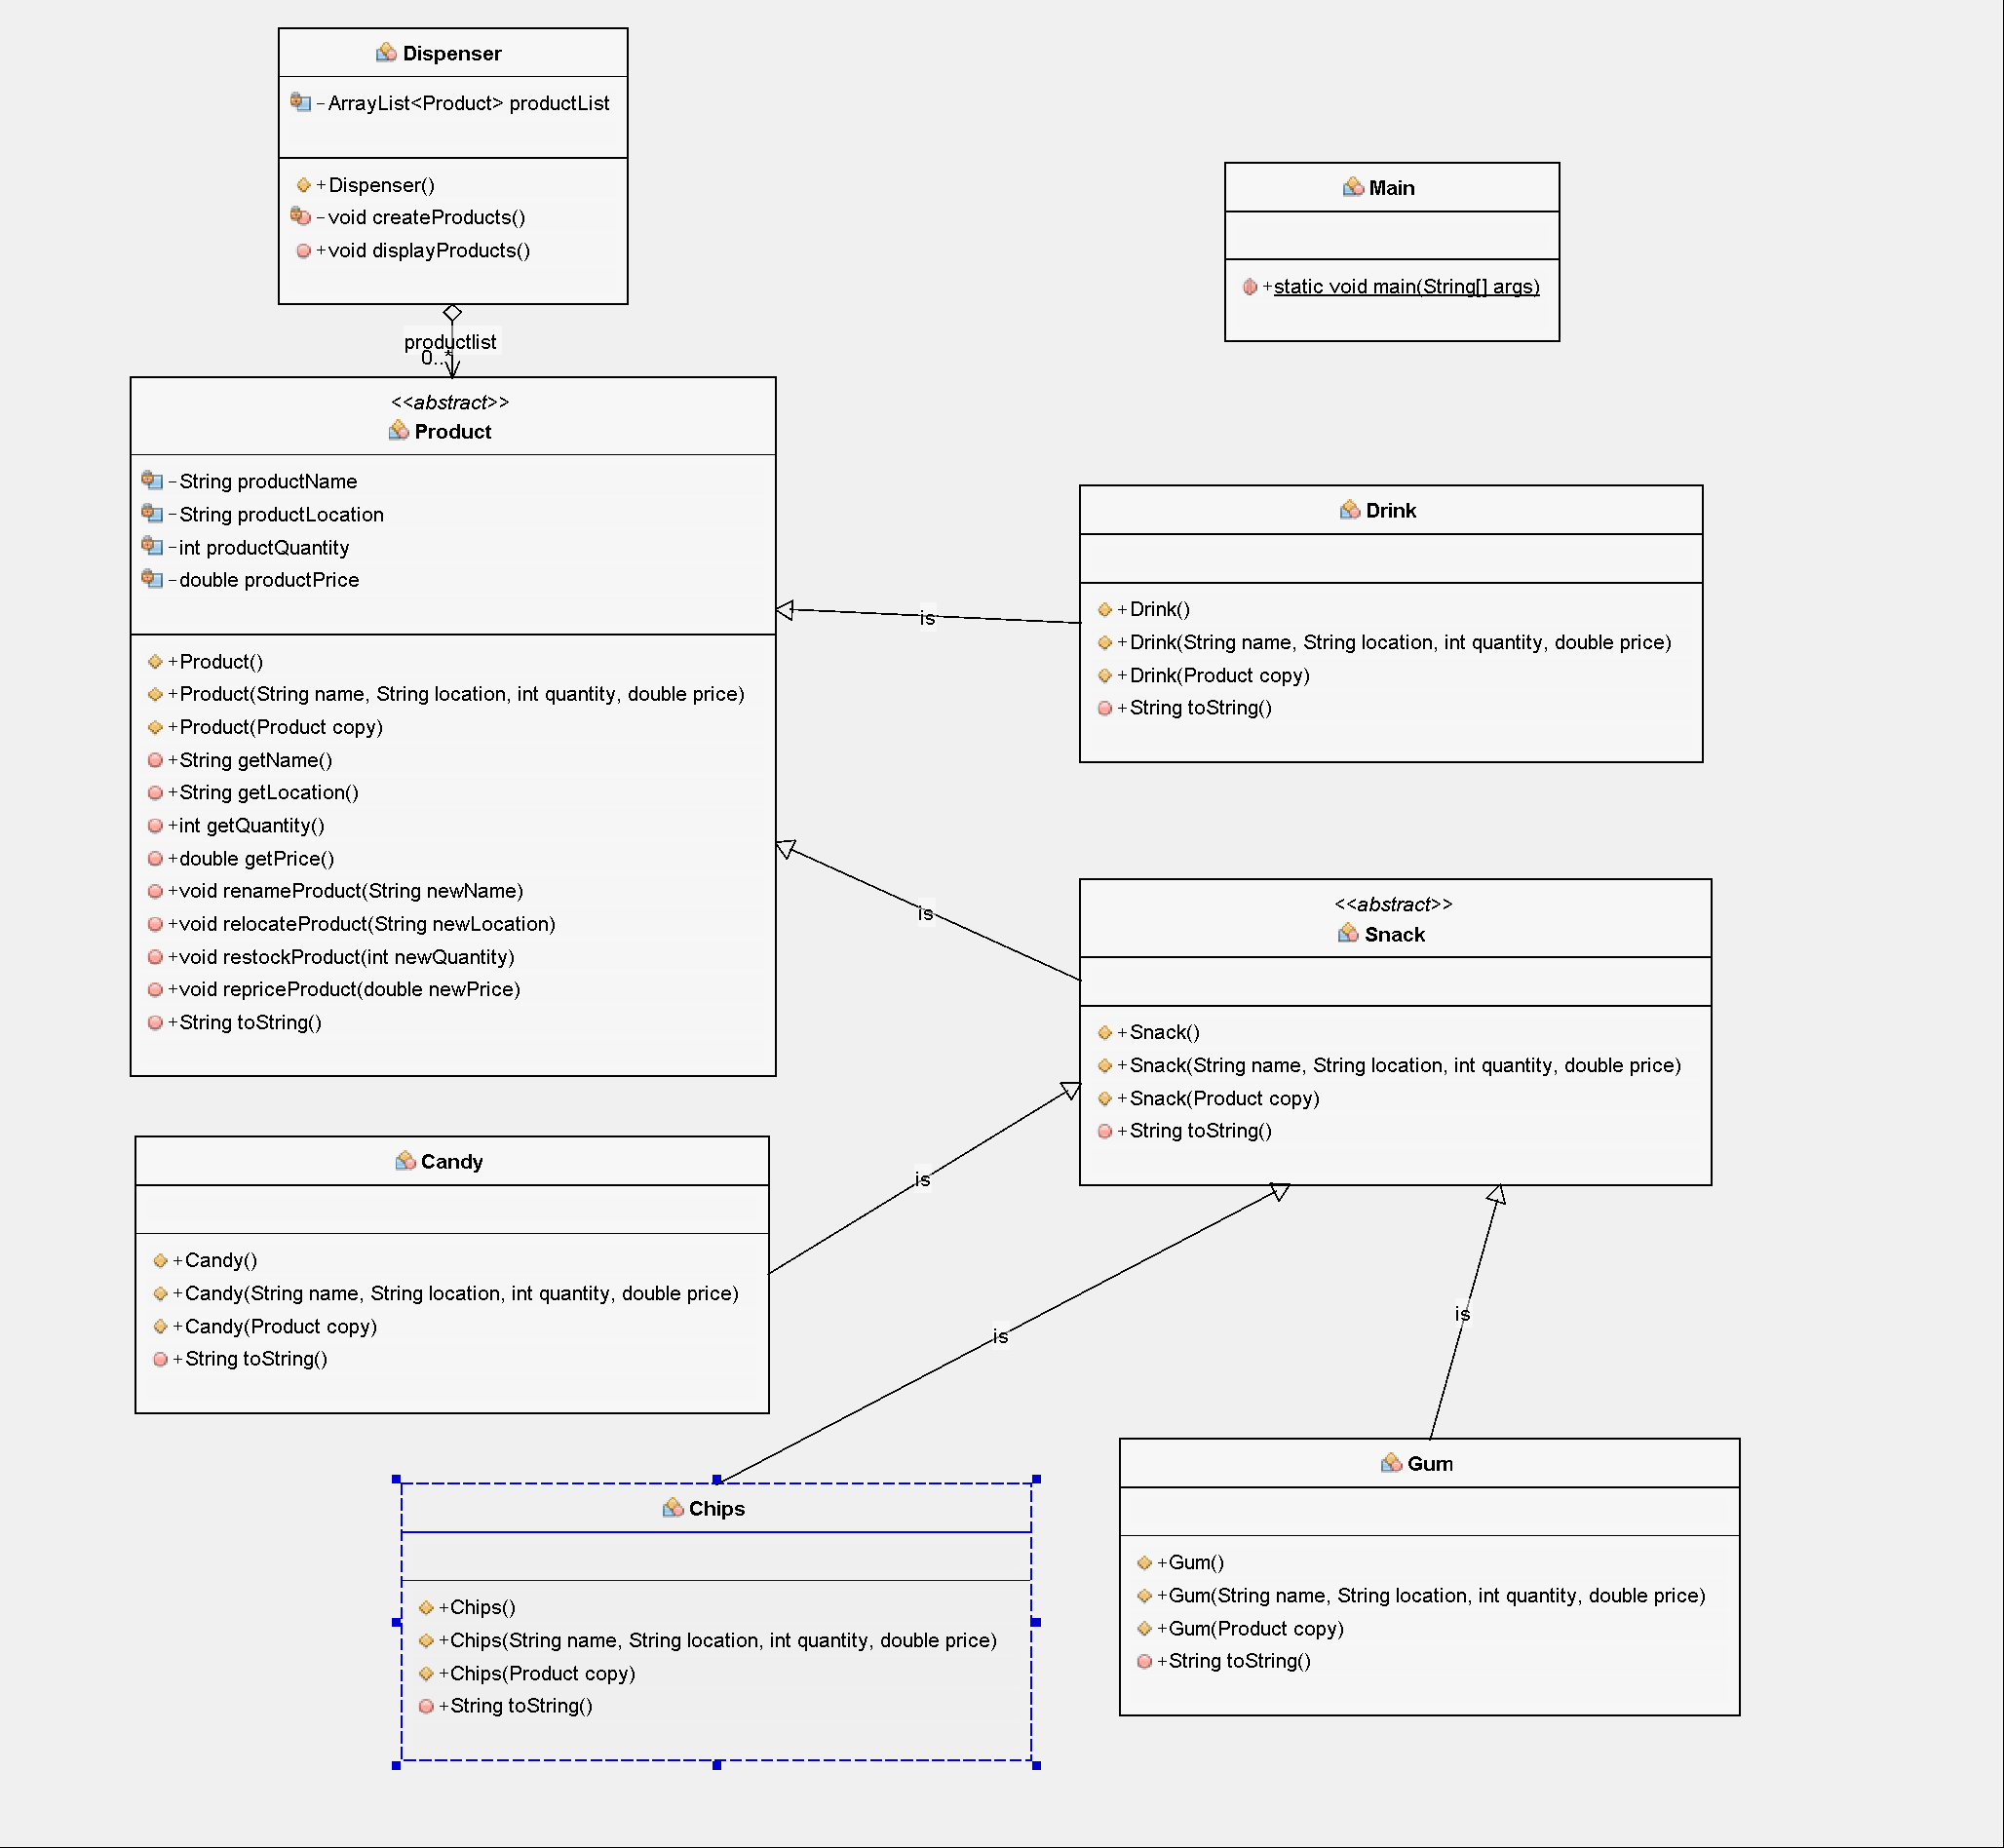 Dispenser
-ArrayList<Product> productList
+Dispenser()
-void createProducts()
+void displayProducts()
productlist
0..*
<<abstract>>
Product
-String productName
-String productLocation
-int productQuantity
-double productPrice
+Product()
+Product(String name, String location, int quantity, double price)
+Product(Product copy)
+String getName()
+String getLocation()
+int getQuantity()
+double getPrice()
+void renameProduct(String newName)
+void relocateProduct(String newLocation)
+void restockProduct(int newQuantity)
+void repriceProduct(double newPrice)
+String toString()
Main
+static void main(String[] args)
Drink
+Drink()
+Drink(String name, String location, int quantity, double price)
+Drink(Product copy)
+String toString()
is
is
<<abstract>>
Snack
+Snack()
+Snack(String name, String location, int quantity, double price)
+Snack(Product copy)
+String toString()
Candy
+Candy()
+Candy(String name, String location, int quantity, double price)
+Candy(Product copy)
+String toString()
is
is
is
Chips
+Chips()
+Chips(String name, String location, int quantity, double price)
+Chips(Product copy)
+String toString()
Gum
+Gum()
+Gum(String name, String location, int quantity, double price)
+Gum(Product copy)
+String toString()